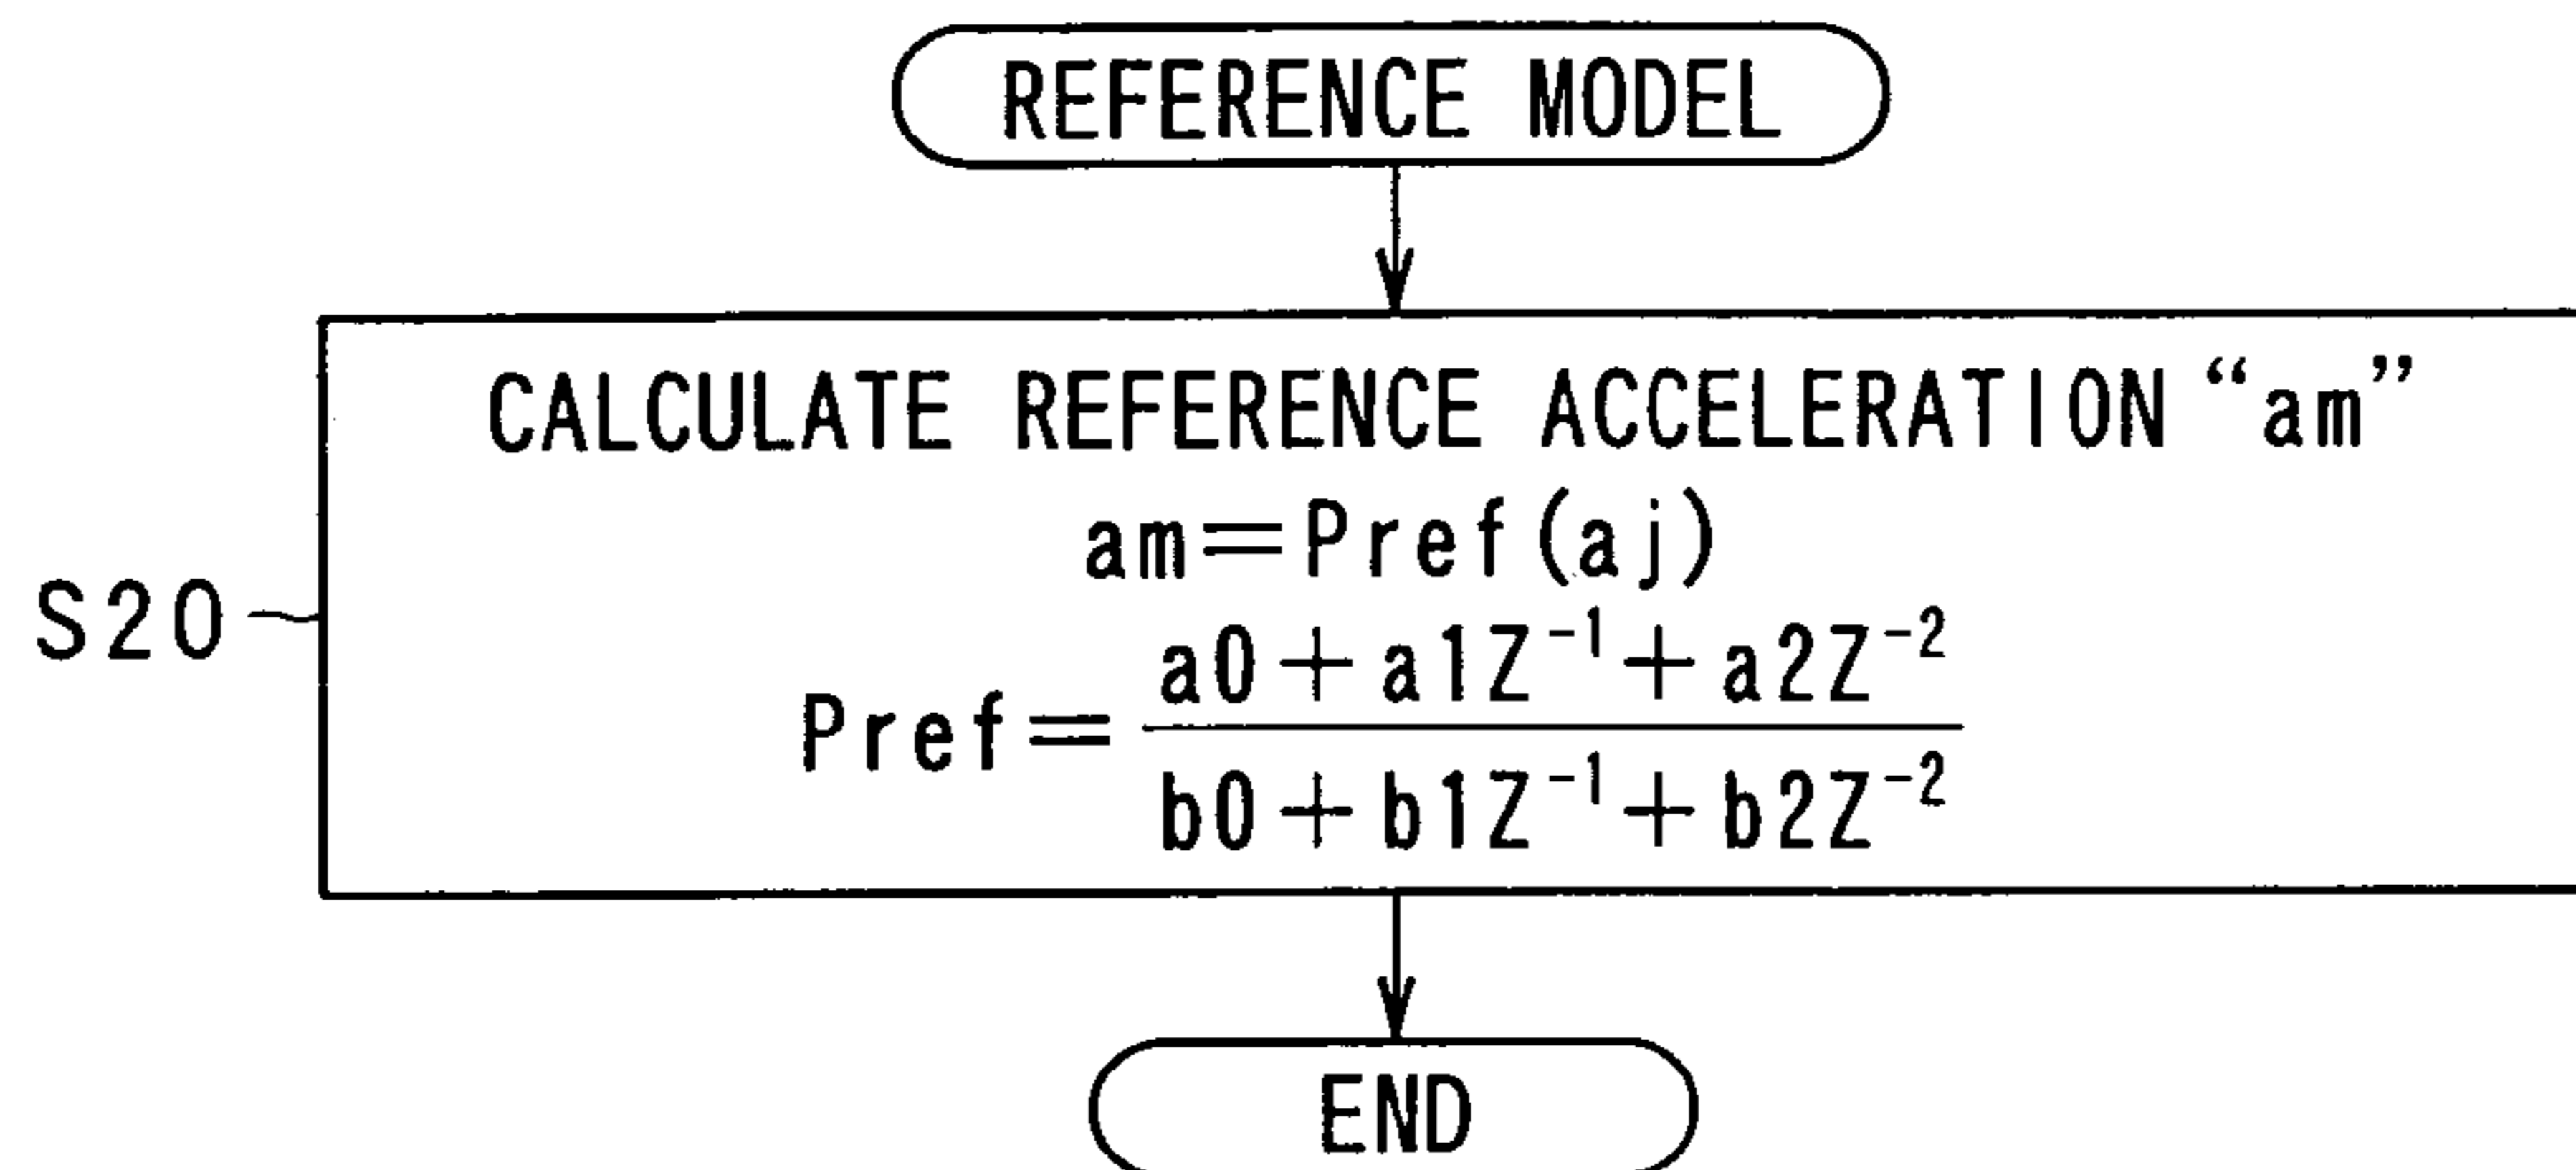 REFERENCE MODEL
CALCULATE REFERENCE ACCELERATION “am”
am=Pref(aj)
S20
Pref= a0+a1Z⁻¹+a2Z⁻² / b0+b1Z⁻¹+b2Z⁻²
END